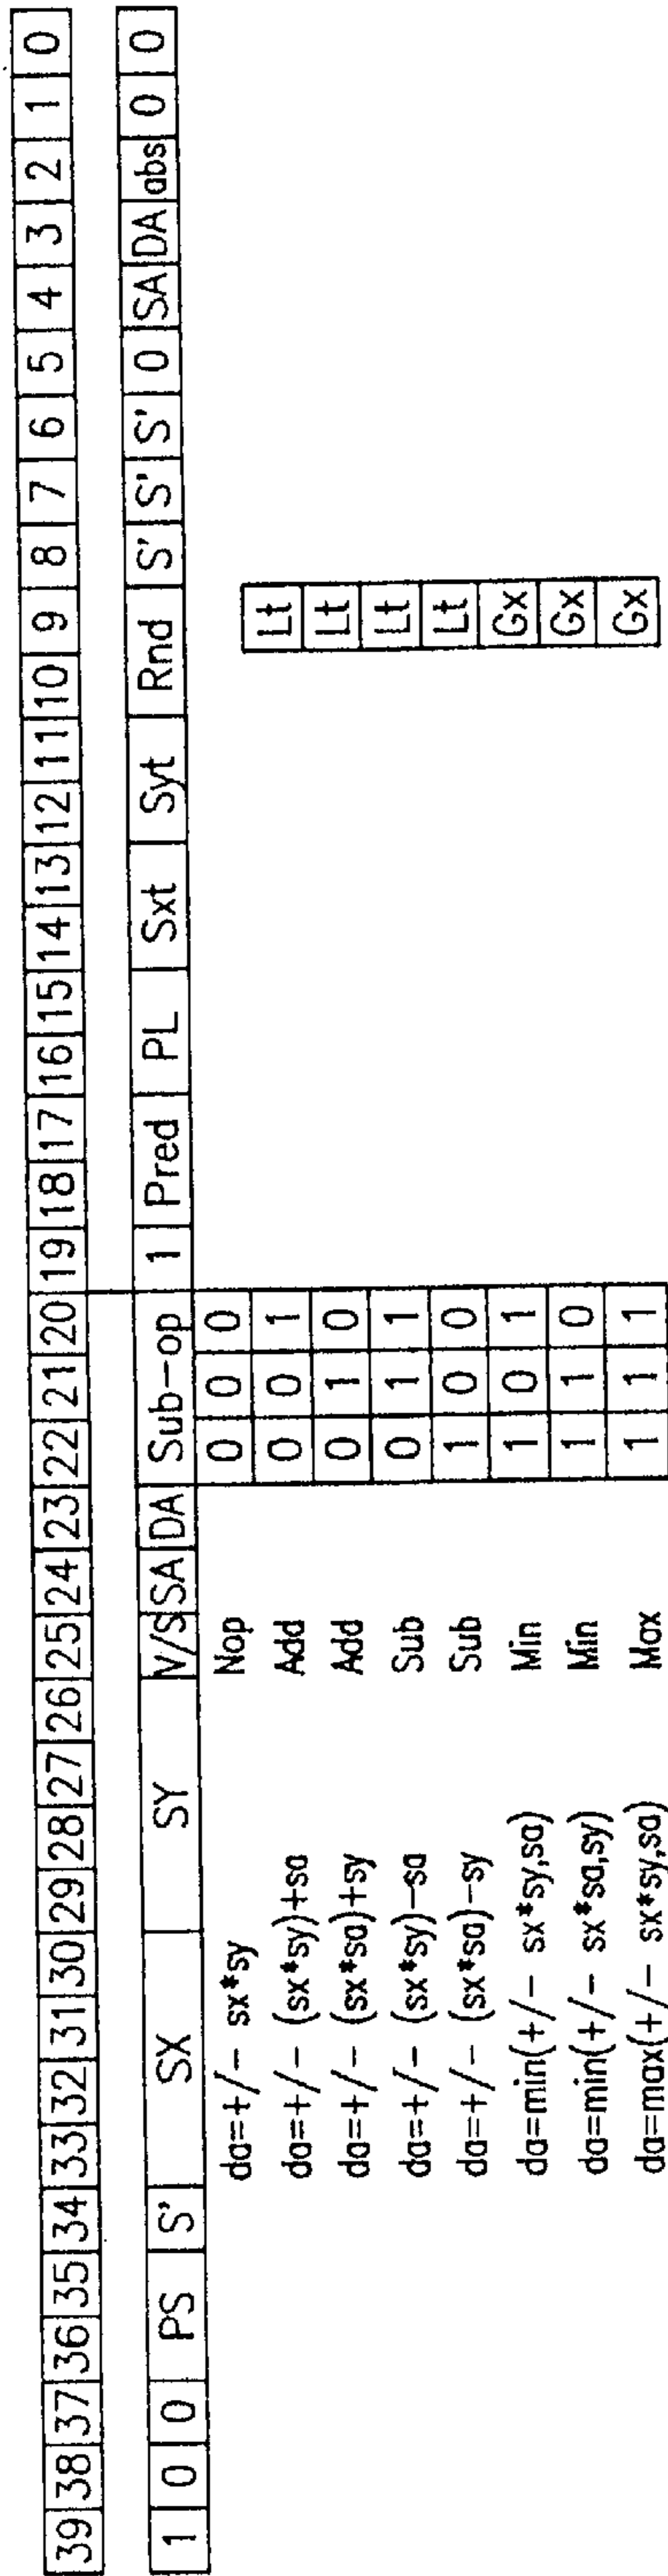 39 38 37 36 35 34 33 32 31 30 29 28 27 26 25 24 23 22 21 20 19 18 17 16 15 14 13 12 11 10 9 8 7 6 5 4 3 2 1 0
1 0 0 PS S' SX SY V/S SA DA Sub-op 1 Pred PL Sxt Syt Rnd S' S' S' 0 SA DA abs 0 0
da=+/- sx*sy Nop 0 0 0
da=+/- (sx*sy)+sa Add 0 0 1 Lt
da=+/- (sx*sa)+sy Add 0 1 0 Lt
da=+/- (sx*sy)-sa Sub 0 1 1 Lt
da=+/- (sx*sa)-sy Sub 1 0 0 Lt
da=min(+/- sx*sy,sa) Min 1 0 1 Gx
da=min(+/- sx*sa,sy) Min 1 1 0 Gx
da=max(+/- sx*sy,sa) Max 1 1 1 Gx